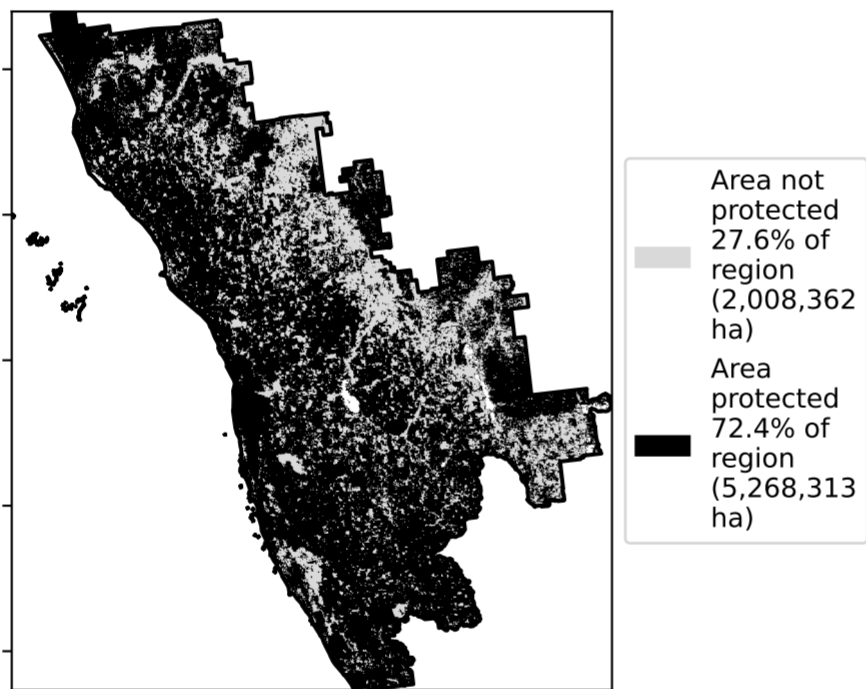 Area not
protected
27.6% of
region
(2,008,362
ha)
Area
protected
72.4% of
region
(5,268,313
ha)